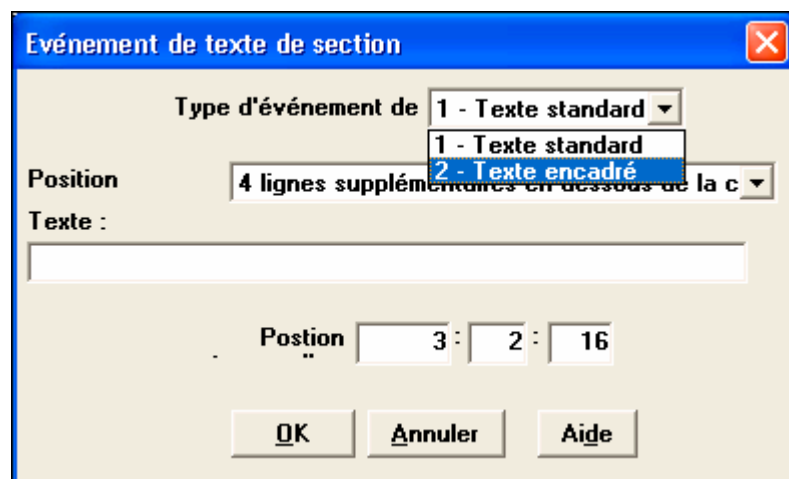 Evénement de texte de section
Type d'événement de 1 - Texte standard
1 - Texte standard
2 - Texte encadré
Position 4 lignes supplémentaires en dessous de la c
Texte :
Postion 3 : 2 : 16
OK Annuler Aide